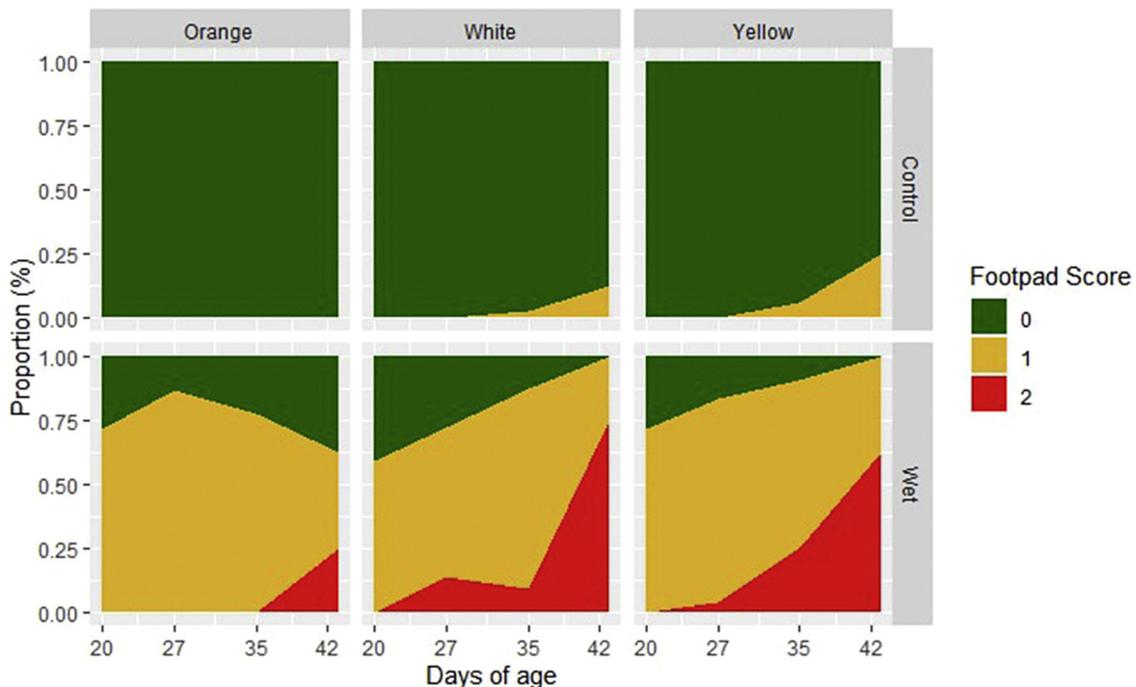 Orange White Yellow
1.00
0.75
0.50
0.25
0.00
Control
1.00
0.75
0.50
0.25
0.00
Wet
Proportion (%)
20 27 35 42 20 27 35 42 20 27 35 42
Days of age
Footpad Score
0
1
2